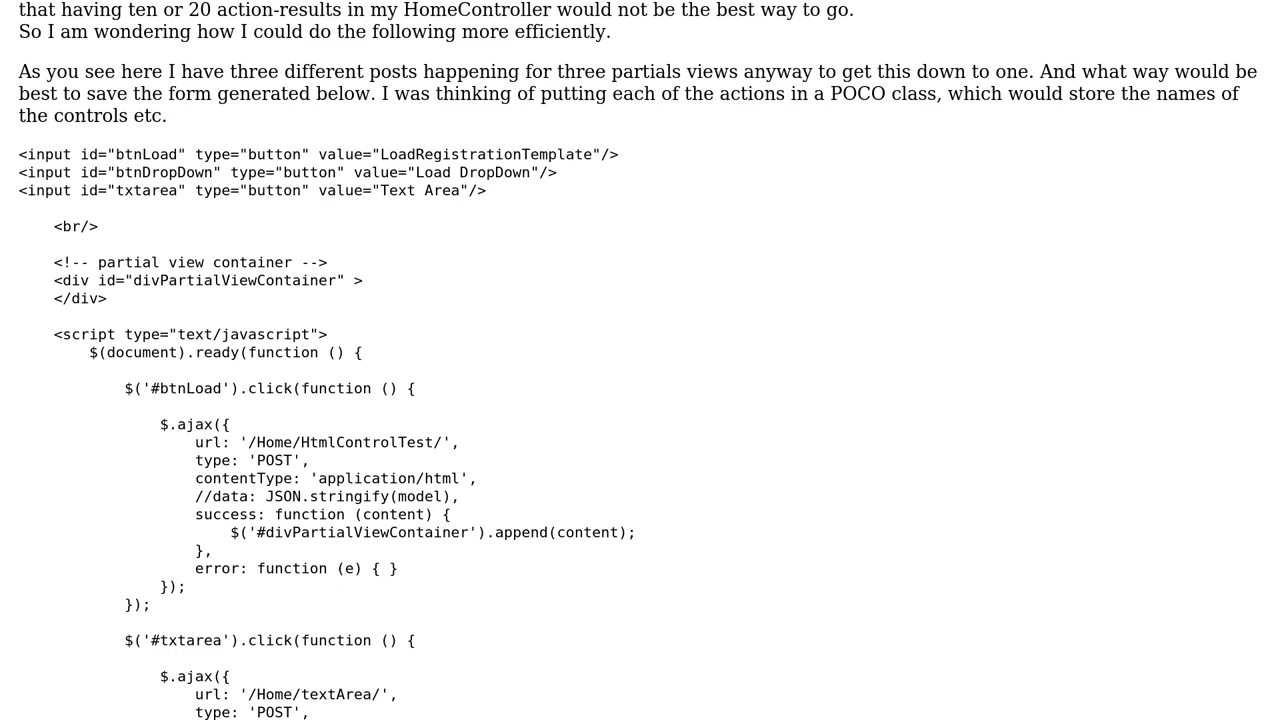 that having ten or 20 action-results in my HomeController would not be the best way to go.
So I am wondering how I could do the following more efficiently.
As you see here I have three different posts happening for three partials views anyway to get this down to one. And what way would be
best to save the form generated below. I was thinking of putting each of the actions in a POCO class, which would store the names of
the controls etc.
<input id="btnLoad" type="button" value="LoadRegistrationTemplate"/>
<input id="btnDropDown" type="button" value="Load DropDown"/>
<input id="txtarea" type="button" value="Text Area"/>
    <br/>
    <!-- partial view container -->
    <div id="divPartialViewContainer" >
    </div>
    <script type="text/javascript">
        $(document).ready(function () {
            $('#btnLoad').click(function () {
                $.ajax({
                    url: '/Home/HtmlControlTest/',
                    type: 'POST',
                    contentType: 'application/html',
                    //data: JSON.stringify(model),
                    success: function (content) {
                        $('#divPartialViewContainer').append(content);
                    },
                    error: function (e) { }
                });
            });
            $('#txtarea').click(function () {
                $.ajax({
                    url: '/Home/textArea/',
                    type: 'POST',